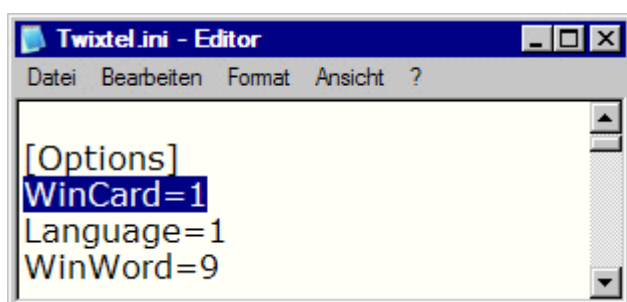 Twixtel.ini - Editor
Datei Bearbeiten Format Ansicht ?
[Options]
WinCard=1
Language=1
WinWord=9